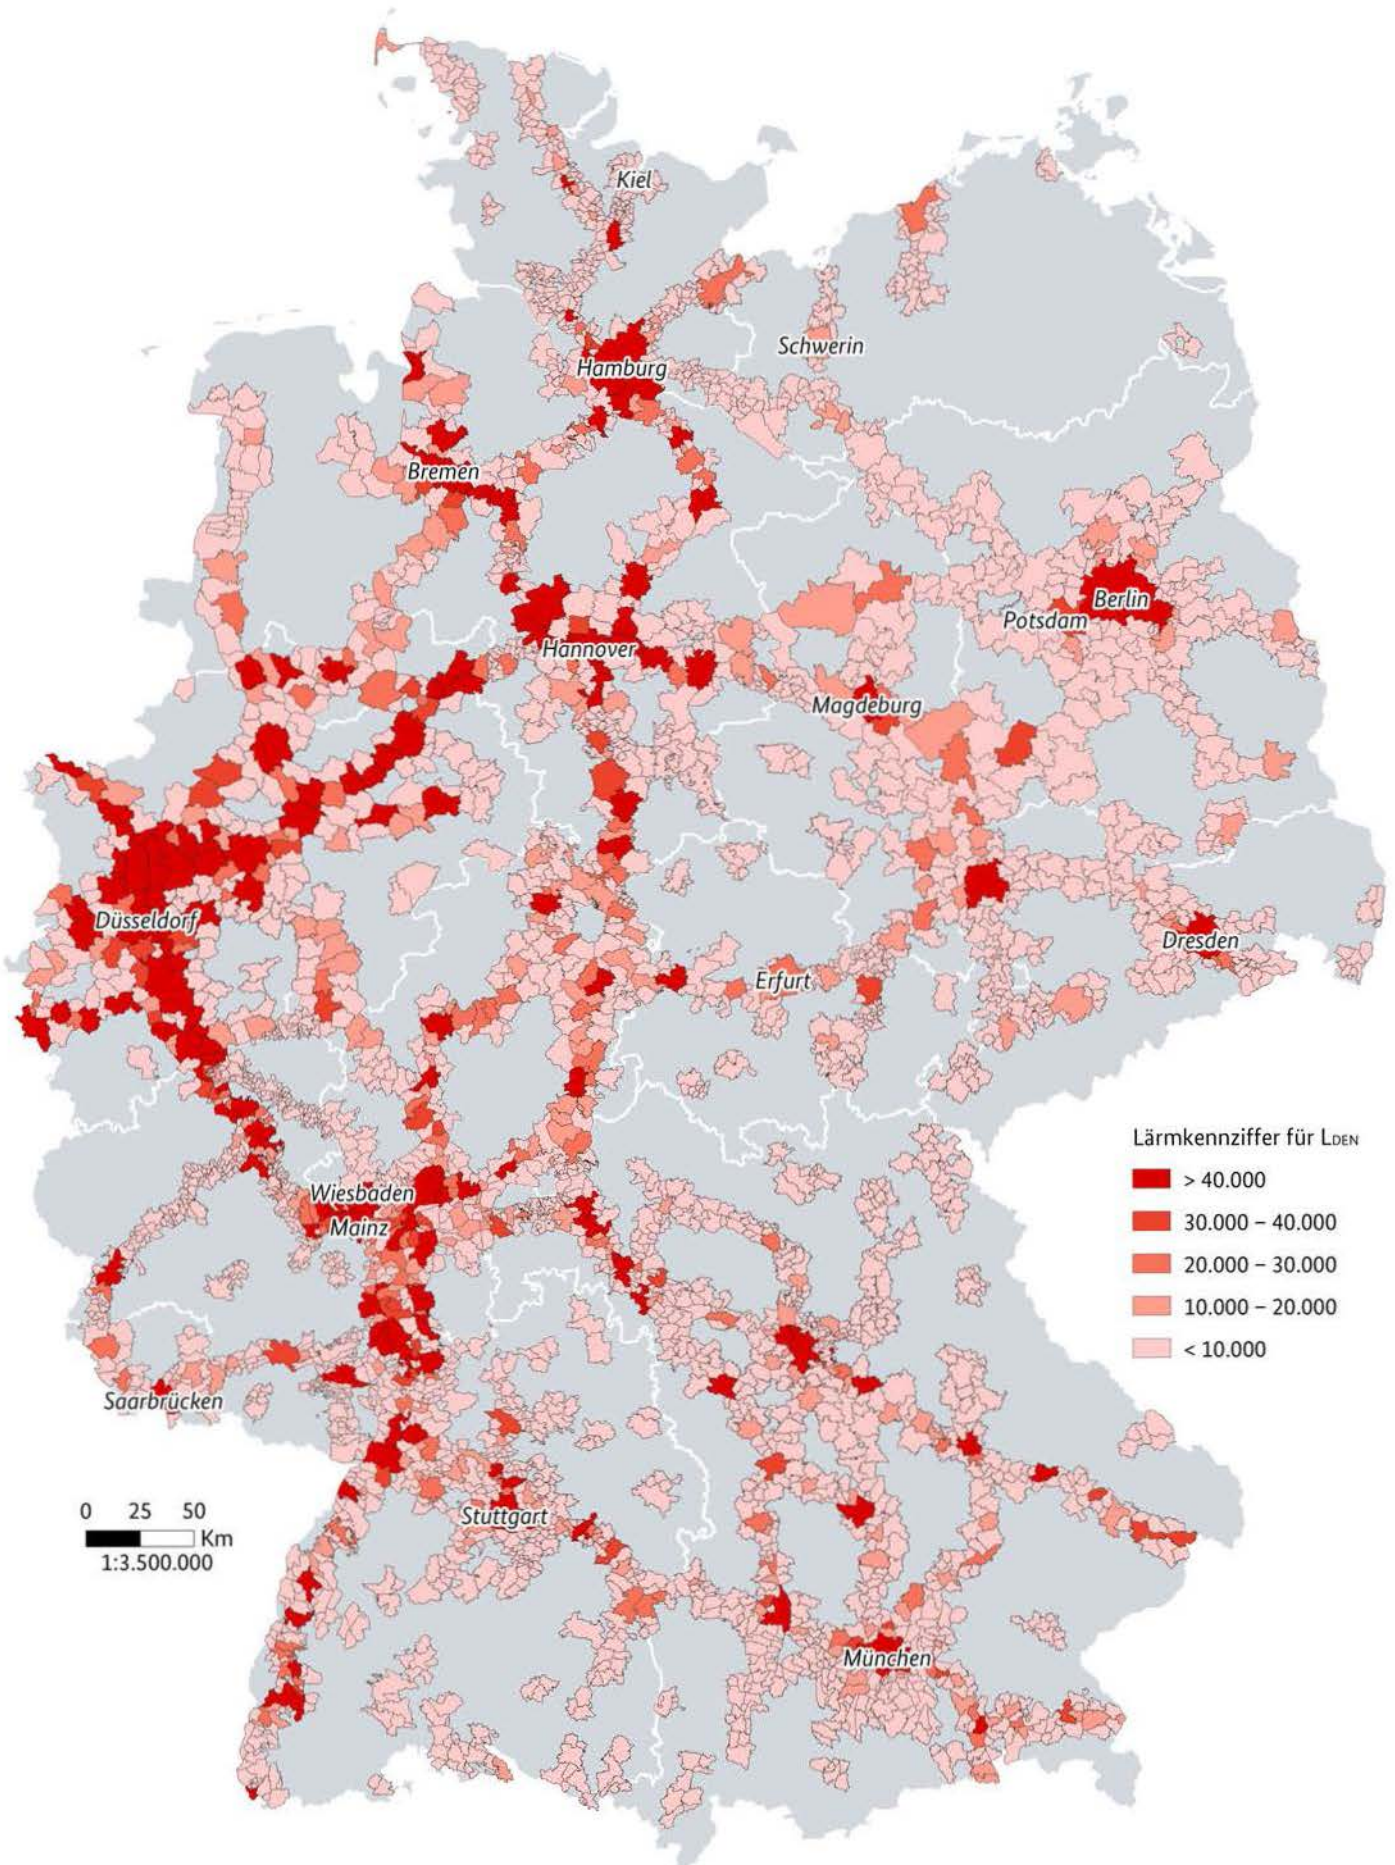 Kiel
Schwerin
Hamburg
Bremen
Berlin
Potsdam
Hannover
Magdeburg
Düsseldorf
Dresden
Erfurt
Lärmkennziffer für LDEN
> 40.000
30.000 – 40.000
20.000 – 30.000
10.000 – 20.000
< 10.000
Wiesbaden
Mainz
Saarbrücken
0 25 50
Km
1:3.500.000
Stuttgart
München